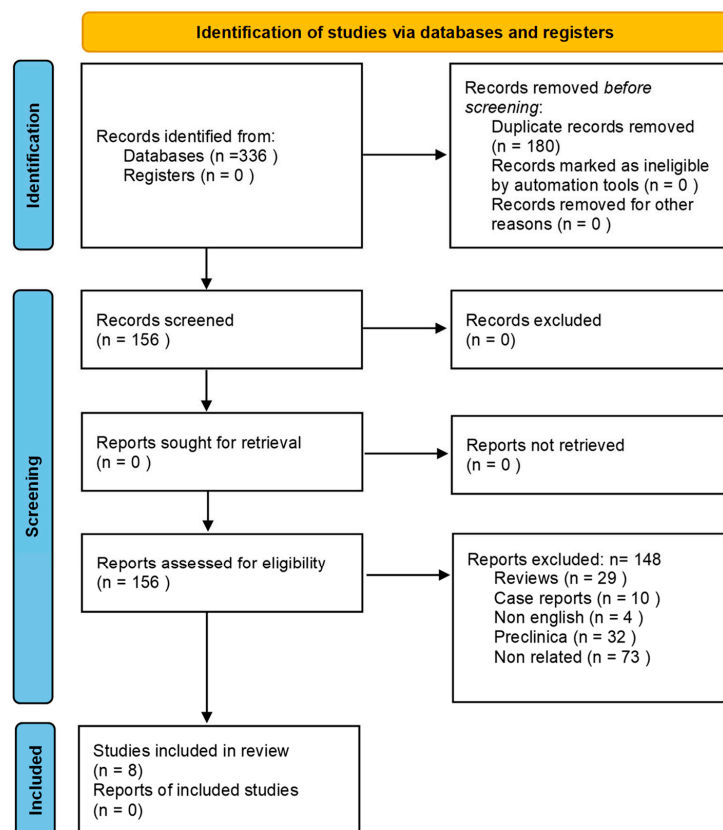 Identification of studies via databases and registers
Identification
Records identified from:
Databases (n =336 )
Registers (n = 0 )
Records removed before
screening:
Duplicate records removed
(n = 180)
Records marked as ineligible
by automation tools (n = 0 )
Records removed for other
reasons (n = 0 )
Screening
Records screened
(n = 156 )
Records excluded
(n = 0)
Reports sought for retrieval
(n = 0 )
Reports not retrieved
(n = 0 )
Reports assessed for eligibility
(n = 156 )
Reports excluded: n= 148
Reviews (n = 29 )
Case reports (n = 10 )
Non english (n = 4 )
Preclinica (n = 32 )
Non related (n = 73 )
Included
Studies included in review
(n = 8)
Reports of included studies
(n = 0)